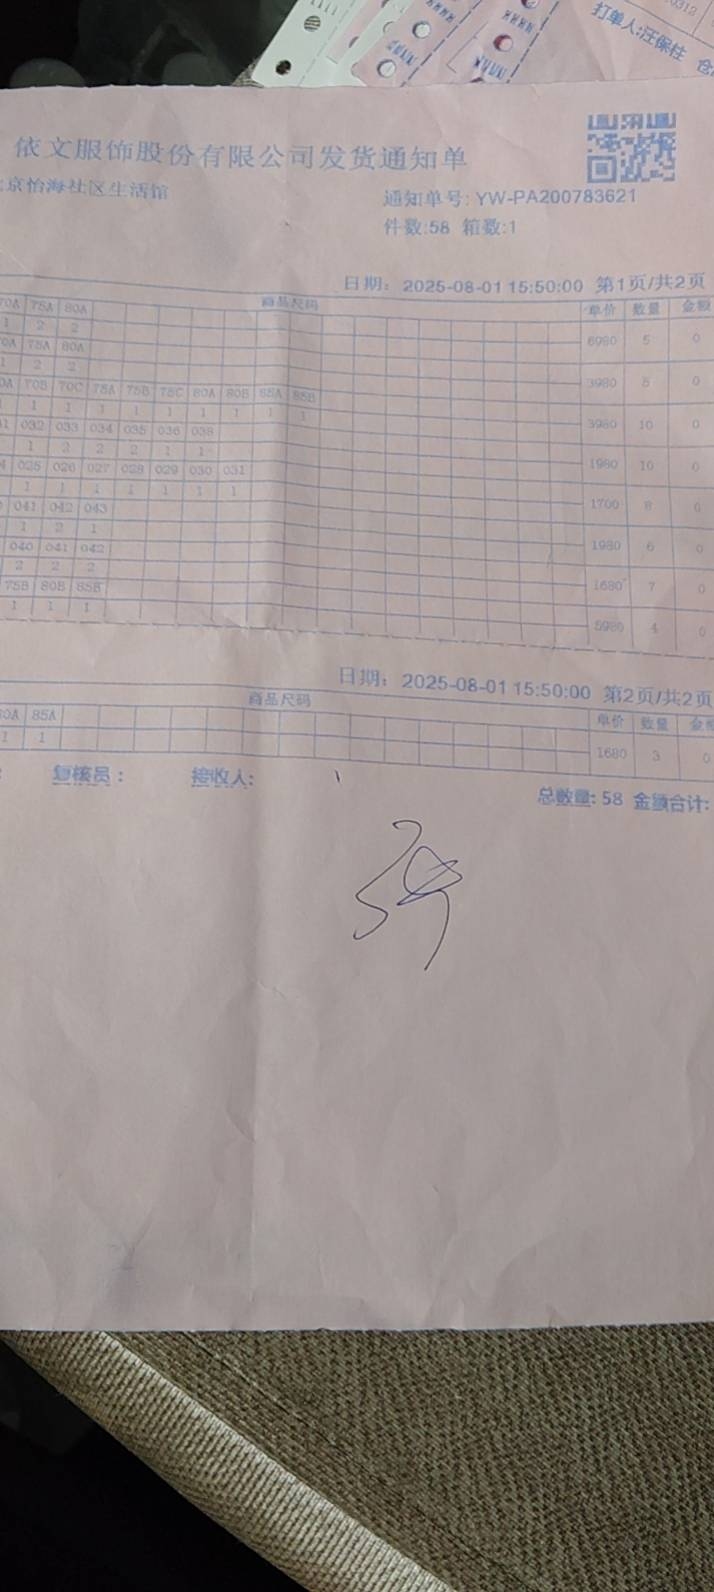 打单人:汪保柱
依文服饰股份有限公司发货通知单
京怡海社区生活馆
通知单号: YW-PA200783621
件数:58 箱数:1
日期: 2025-08-01 15:50:00 第1页/共2页
商品尺码 单价 数量 金额
70A 75A 80A
1 2 2 6980 5 0
0A 75A 80A
1 2 2 3980 5 0
0A 70B 70C 75A 75B 75C 80A 80B 85A 85B
1 1 1 1 1 1 1 1 1 3980 10 0
032 033 034 035 036 038
1 2 2 2 1 1 1980 10 0
025 026 027 028 029 030 031
1 1 1 1 1 1 1 1700 8 0
041 042 043
1 2 1 1980 6 0
040 041 042
2 2 2 1680 7 0
75B 80B 85B
1 1 1 5980 4 0
日期: 2025-08-01 15:50:00 第2页/共2页
商品尺码 单价 数量 金额
80A 85A
1 1 1680 3 0
复核员: 接收人:
总数量: 58 金额合计: